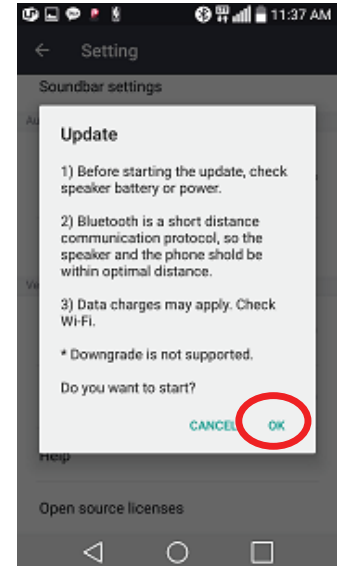 11:37 AM
Setting
Soundbar settings
Au
Update
1) Before starting the update, check
speaker battery or power.
2) Bluetooth is a short distance
communication protocol, so the
speaker and the phone shold be
within optimal distance.
Ve
3) Data charges may apply. Check
Wi-Fi.
* Downgrade is not supported.
Do you want to start?
CANCEL OK
Help
Open source licenses